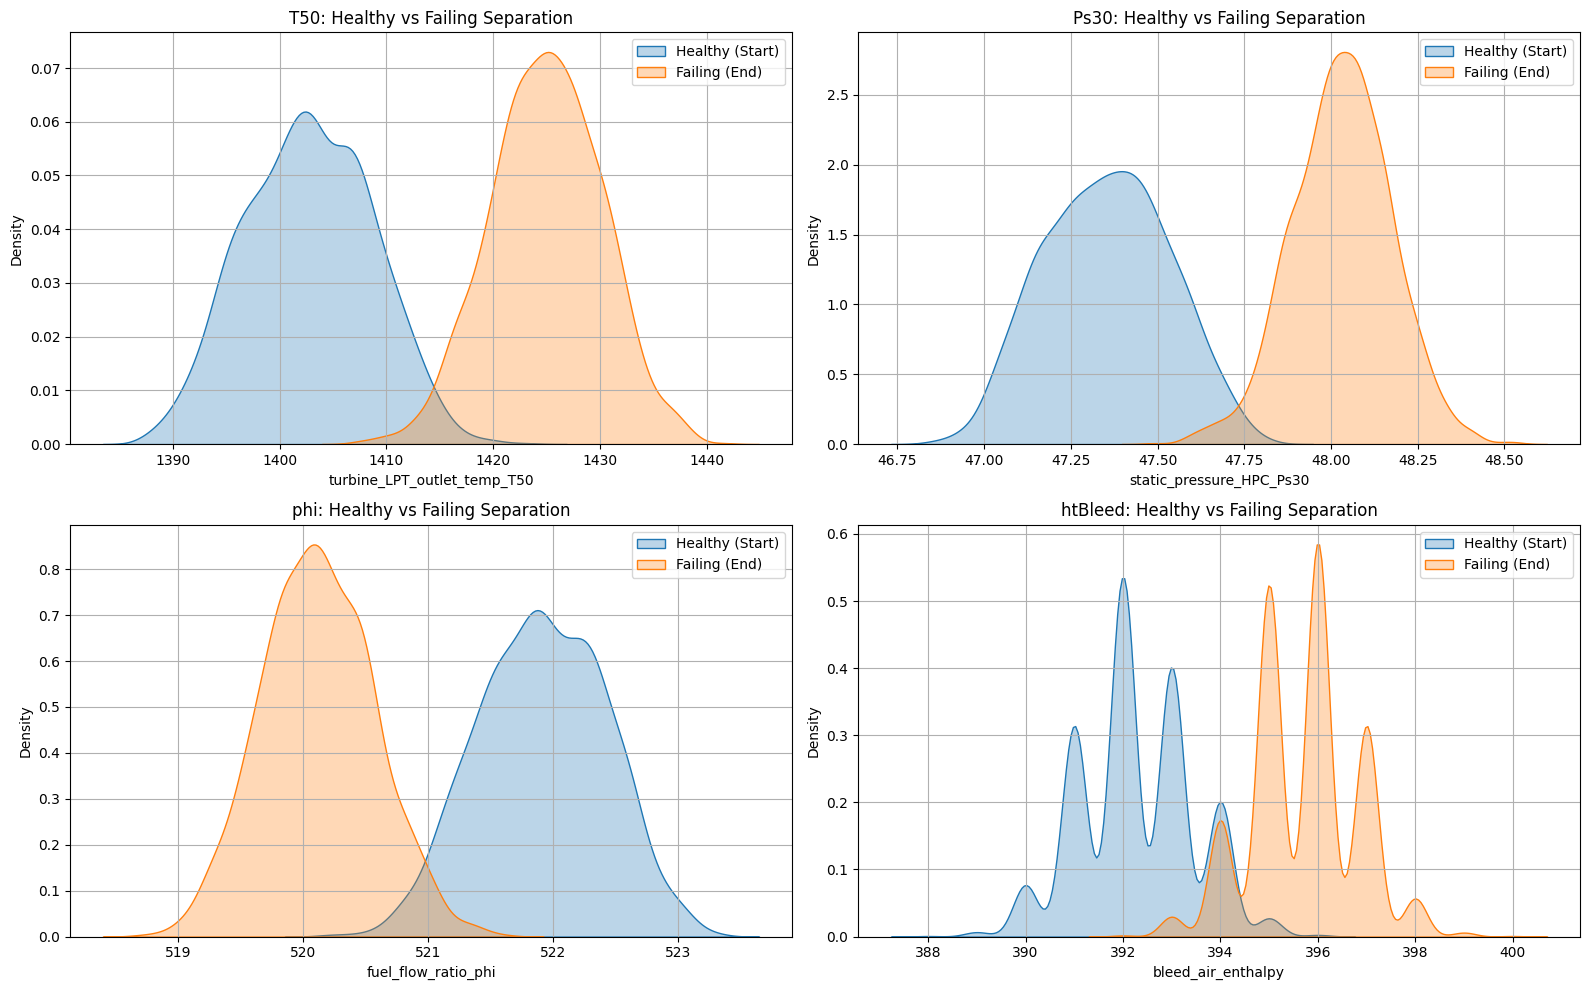 T50: Healthy vs Failing Separation
Healthy (Start)
Failing (End)
Density
0.07
0.06
0.05
0.04
0.03
0.02
0.01
0.00
1390 1400 1410 1420 1430 1440
turbine_LPT_outlet_temp_T50
Ps30: Healthy vs Failing Separation
Healthy (Start)
Failing (End)
Density
2.5
2.0
1.5
1.0
0.5
0.0
46.75 47.00 47.25 47.50 47.75 48.00 48.25 48.50
static_pressure_HPC_Ps30
phi: Healthy vs Failing Separation
Healthy (Start)
Failing (End)
Density
0.8
0.7
0.6
0.5
0.4
0.3
0.2
0.1
0.0
519 520 521 522 523
fuel_flow_ratio_phi
htBleed: Healthy vs Failing Separation
Healthy (Start)
Failing (End)
Density
0.6
0.5
0.4
0.3
0.2
0.1
0.0
388 390 392 394 396 398 400
bleed_air_enthalpy